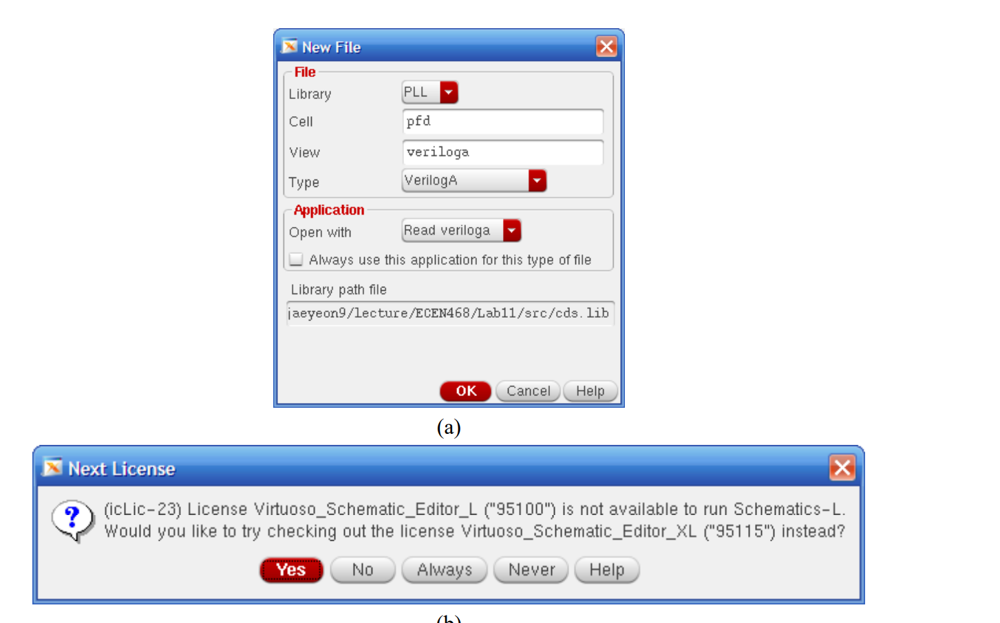 New File
File
Library PLL
Cell pfd
View veriloga
Type VerilogA
Application
Open with Read veriloga
Always use this application for this type of file
Library path file
jaeyeon9/lecture/ECEN468/Lab11/src/cds.lib
OK Cancel Help
(a)
Next License
(icLic-23) License Virtuoso_Schematic_Editor_L ("95100") is not available to run Schematics-L.
Would you like to try checking out the license Virtuoso_Schematic_Editor_XL ("95115") instead?
Yes No Always Never Help
(b)